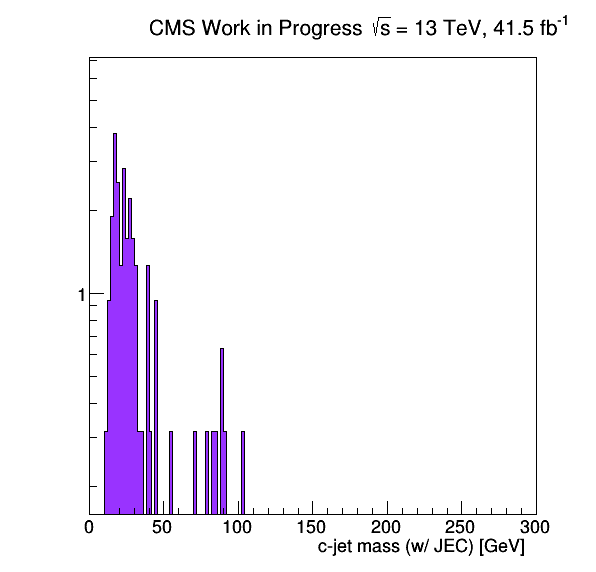 CMS Work in Progress √s = 13 TeV, 41.5 fb⁻¹
1
0 50 100 150 200 250 300
c-jet mass (w/ JEC) [GeV]